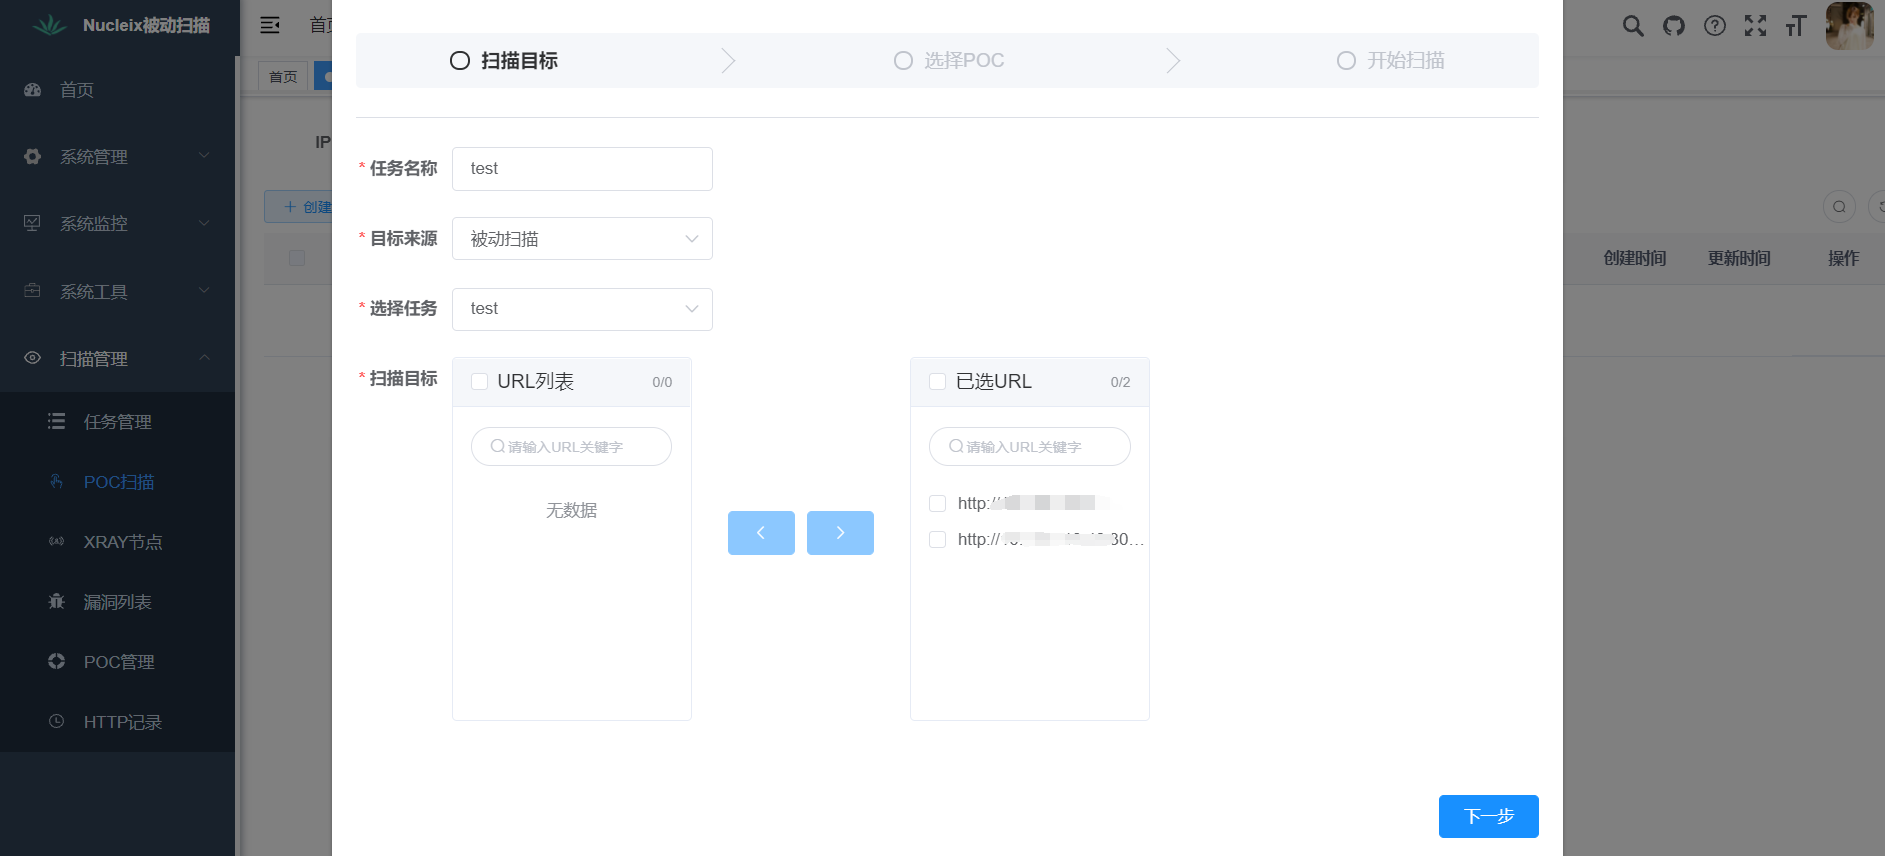 Nucleix被动扫描
首页
系统管理
系统监控
系统工具
扫描管理
任务管理
POC扫描
XRAY节点
漏洞列表
POC管理
HTTP记录
首页
IP
创建
扫描目标
选择POC
开始扫描
* 任务名称 test
* 目标来源 被动扫描
* 选择任务 test
* 扫描目标
URL列表 0/0
请输入URL关键字
无数据
已选URL 0/2
请输入URL关键字
http:/
http://
下一步
创建时间 更新时间 操作